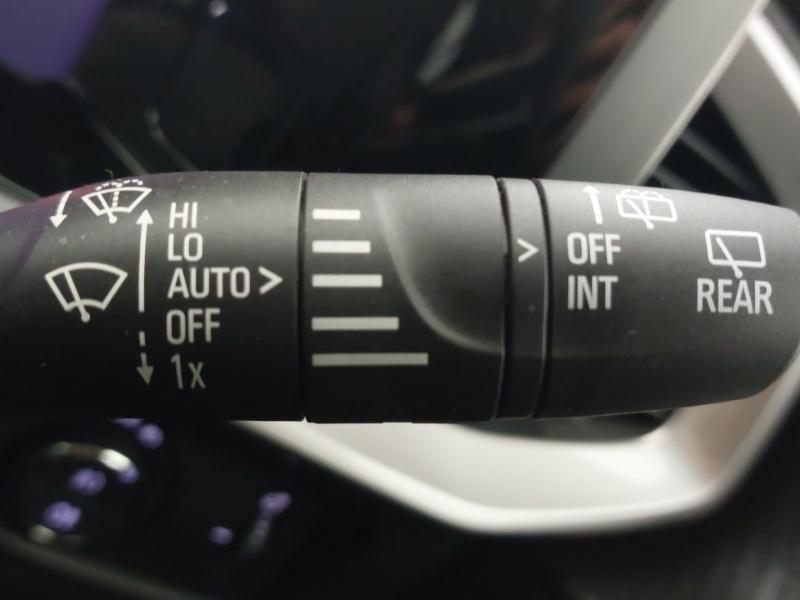 HI
LO
AUTO >
OFF
1x
>
OFF
INT
REAR